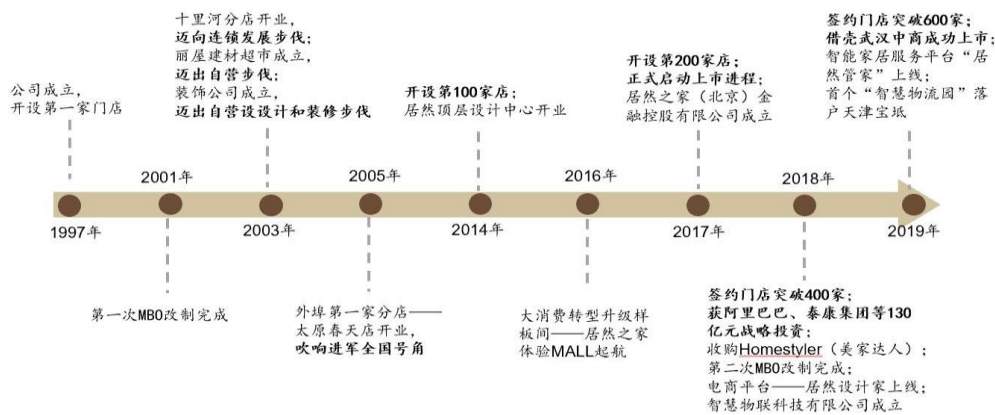 公司成立，
开设第一家门店
1997年
2001年
第一次MBO改制完成
十里河分店开业，
迈向连锁发展步伐；
丽屋建材超市成立，
迈出自营步伐；
装饰公司成立，
迈出自营设设计和装修步伐
2003年
2005年
外埠第一家分店——
太原春天店开业，
吹响进军全国号角
开设第100家店；
居然顶层设计中心开业
2014年
2016年
大消费转型升级样
板间——居然之家
体验MALL起航
开设第200家店；
正式启动上市进程；
居然之家（北京）金
融控股有限公司成立
2017年
2018年
签约门店突破400家；
获阿里巴巴、泰康集团等130
亿元战略投资；
收购Homestyler（美家达人）；
第二次MBO改制完成；
电商平台——居然设计家上线；
智慧物联科技有限公司成立
签约门店突破600家；
借壳武汉中商成功上市；
智能家居服务平台“居
然管家”上线；
首个“智慧物流园”落
户天津宝坻
2019年